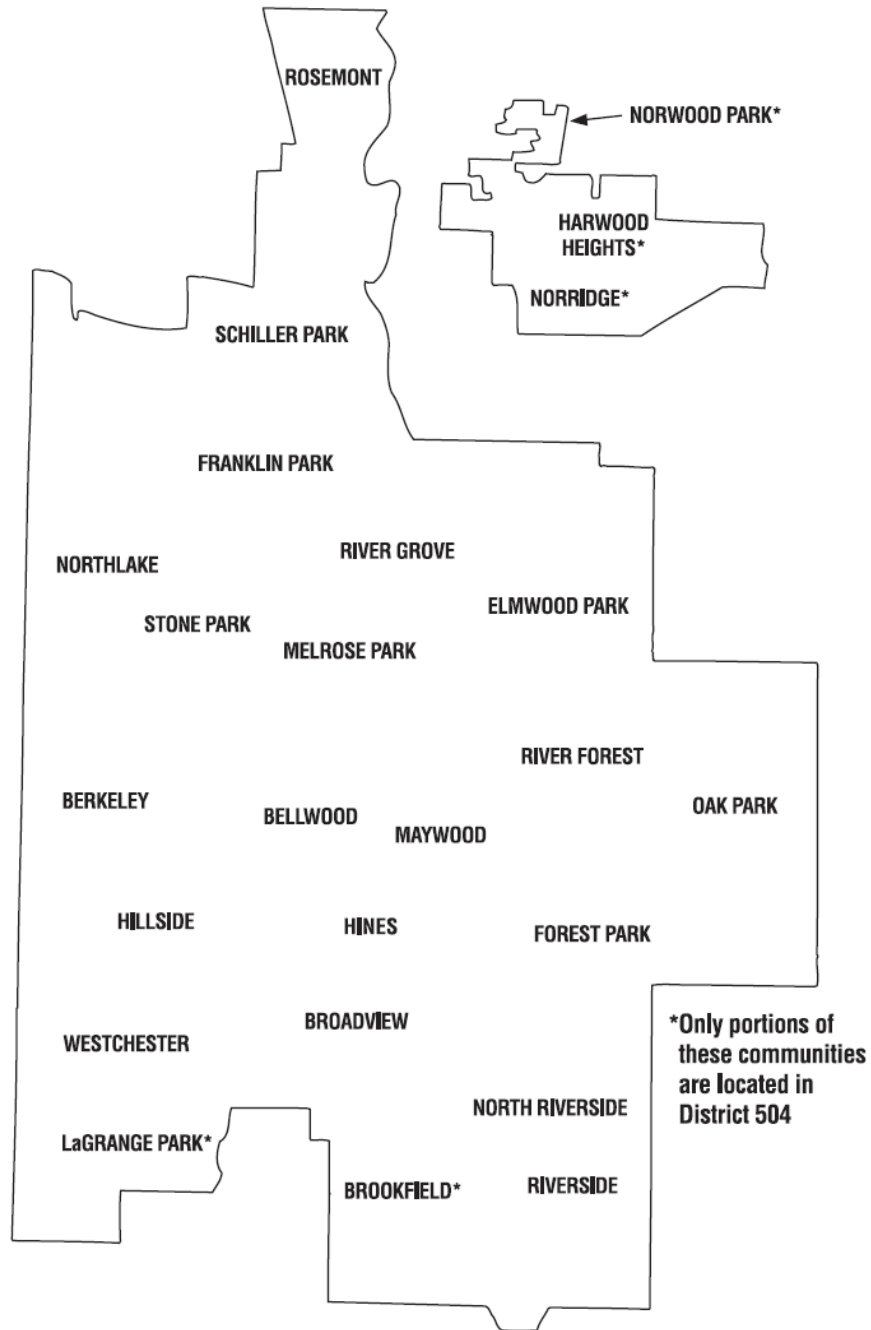 ROSEMONT
NORWOOD PARK*
HARWOOD
HEIGHTS*
NORRIDGE*
SCHILLER PARK
FRANKLIN PARK
RIVER GROVE
NORTHLAKE
ELMWOOD PARK
STONE PARK
MELROSE PARK
RIVER FOREST
BERKELEY
OAK PARK
BELLWOOD
MAYWOOD
HILLSIDE
HINES
FOREST PARK
BROADVIEW
WESTCHESTER
*Only portions of
these communities
are located in
District 504
NORTH RIVERSIDE
LaGRANGE PARK*
BROOKFIELD*
RIVERSIDE